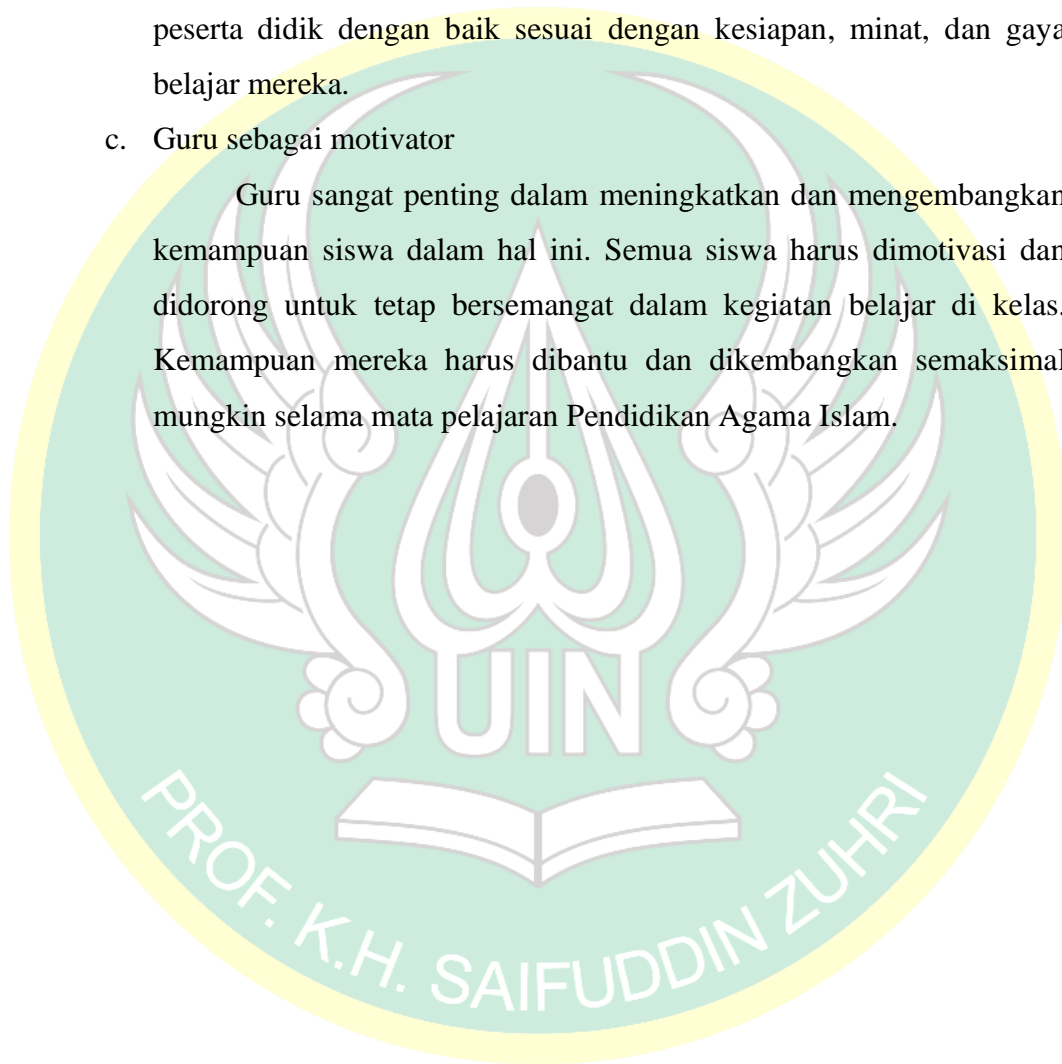 peserta didik dengan baik sesuai dengan kesiapan, minat, dan gaya
belajar mereka.
c. Guru sebagai motivator
Guru sangat penting dalam meningkatkan dan mengembangkan
kemampuan siswa dalam hal ini. Semua siswa harus dimotivasi dan
didorong untuk tetap bersemangat dalam kegiatan belajar di kelas.
Kemampuan mereka harus dibantu dan dikembangkan semaksimal
mungkin selama mata pelajaran Pendidikan Agama Islam.
UIN
PROF. K.H. SAIFUDDIN ZUHRI